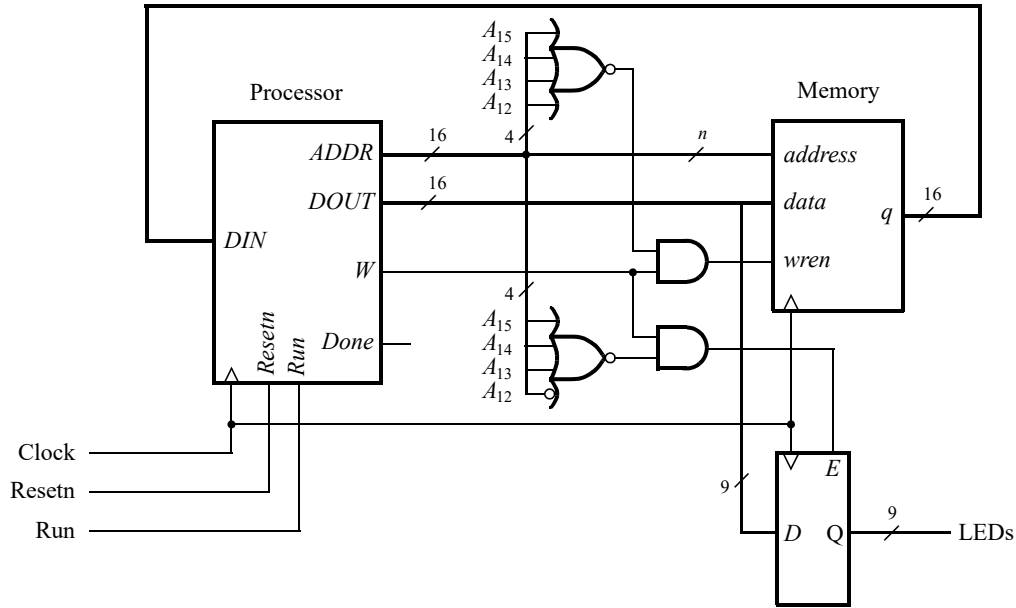 A15
A14
A13
A12
Processor
Memory
16
4
n
ADDR
address
16
DOUT
data
16
q
DIN
W
wren
4
Resetn
Run
Done
A15
A14
A13
A12
Clock
E
Resetn
9
9
Run
D
Q
LEDs